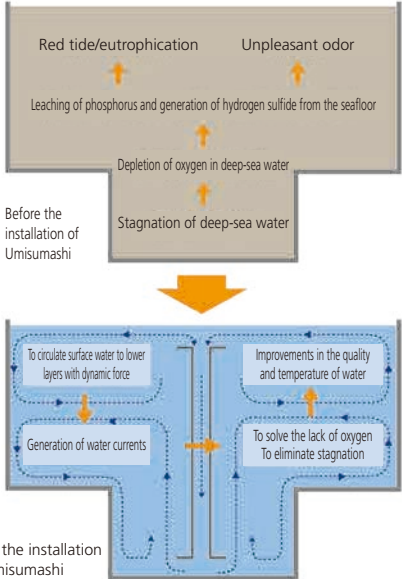 Red tide/eutrophication
Unpleasant odor
Leaching of phosphorus and generation of hydrogen sulfide from the seafloor
Depletion of oxygen in deep-sea water
Stagnation of deep-sea water
Before the
installation of
Umisumashi
To circulate surface water to lower
layers with dynamic force
Improvements in the quality
and temperature of water
Generation of water currents
To solve the lack of oxygen
To eliminate stagnation
the installation
misumashi